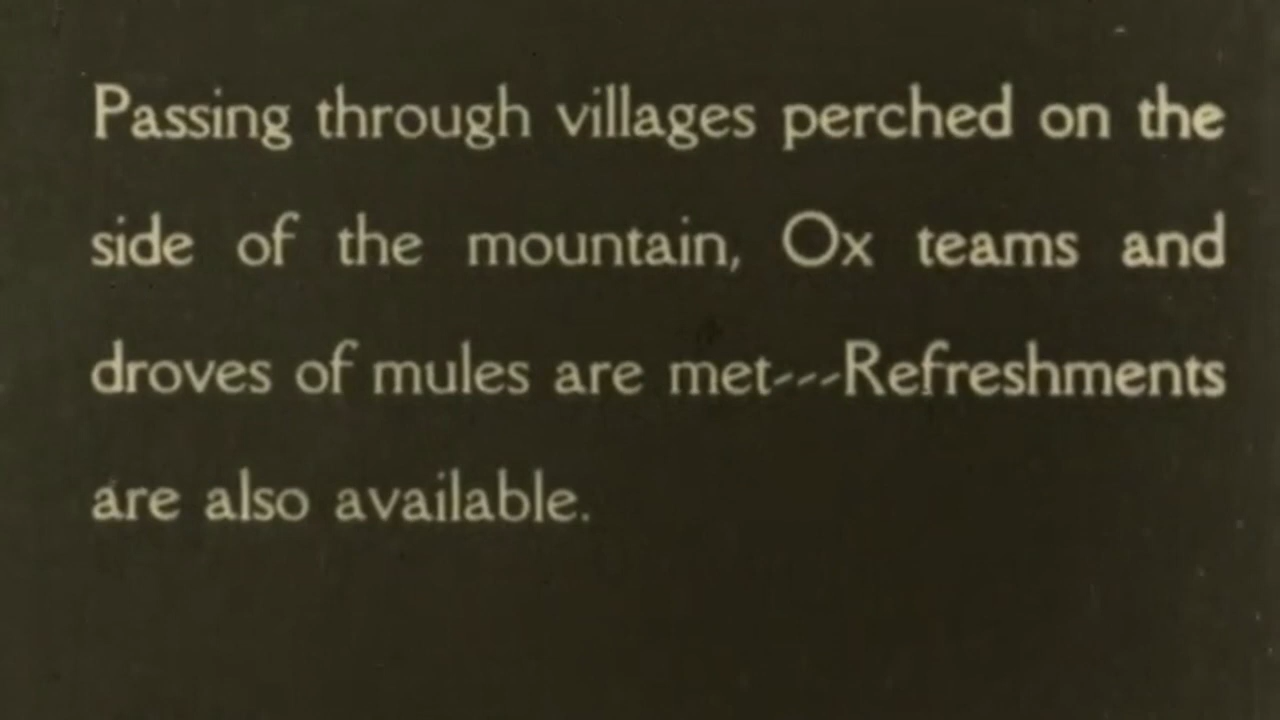 Passing through villages perched on the
side of the mountain, Ox teams and
droves of mules are met---Refreshments
are also available.